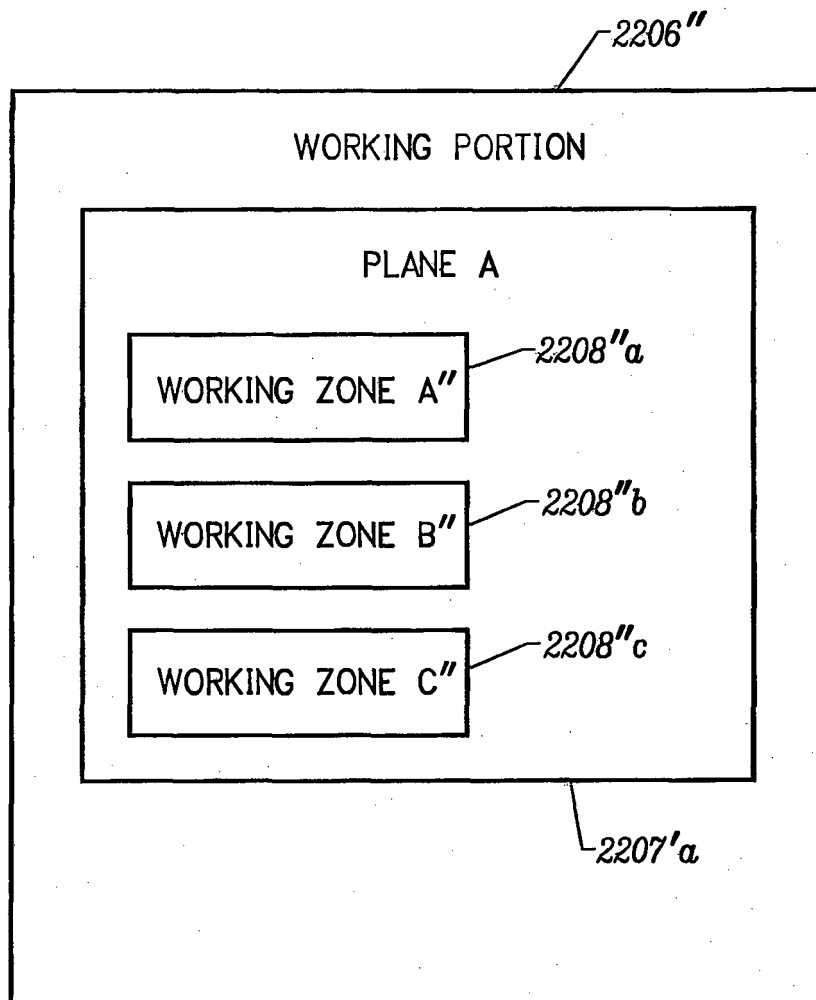 2206"
WORKING PORTION
PLANE A
2208"a
WORKING ZONE A"
2208"b
WORKING ZONE B"
2208"c
WORKING ZONE C"
2207'a